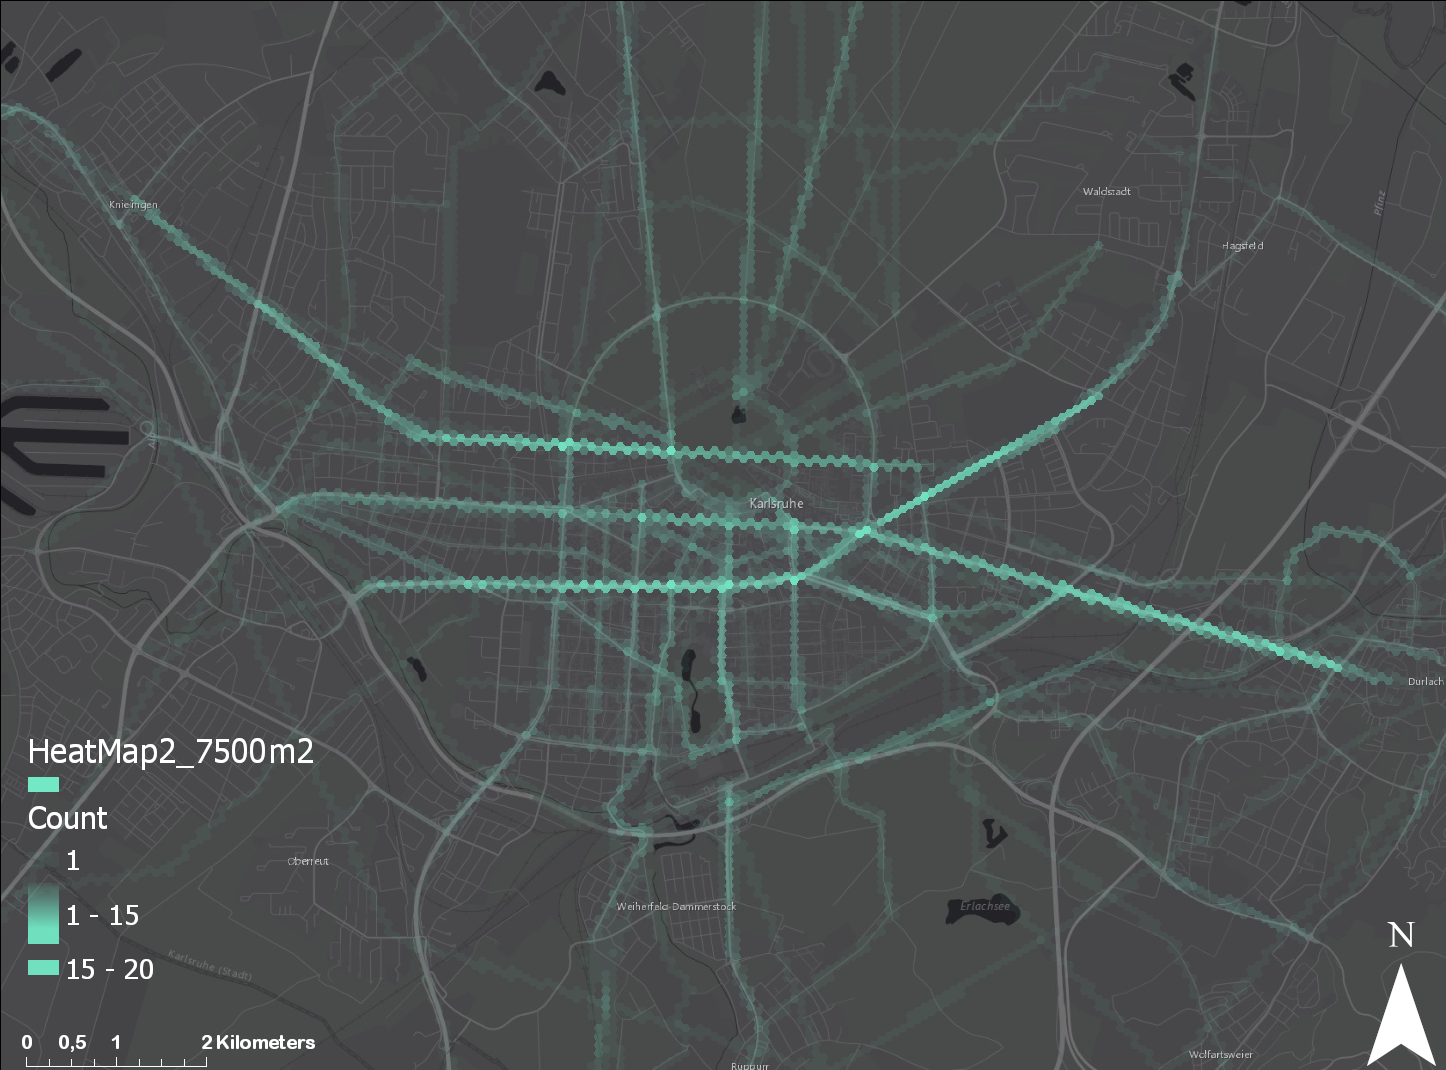 Waldstadt
Knielingen
Pfinz
Hagsfeld
Karlsruhe
Durlach
HeatMap2_7500m2
Count
1
1 - 15
15 - 20
Oberreut
Weiherfeld-Dammerstock
Erlachsee
N
Karlsruhe (Stadt)
0 0,5 1 2 Kilometers
Wolfartsweier
Rüppurr